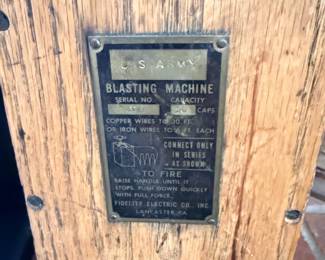 U.S. ARMY
BLASTING MACHINE
SERIAL NO. CAPACITY
50 CAPS
COPPER WIRES TO 30 FT.
OR IRON WIRES TO FT. EACH
CONNECT ONLY
IN SERIES
AS SHOWN
TO FIRE
RAISE HANDLE UNTIL IT
STOPS, PUSH DOWN QUICKLY
WITH FULL FORCE.
FIDELITY ELECTRIC CO., INC.
LANCASTER, PA.